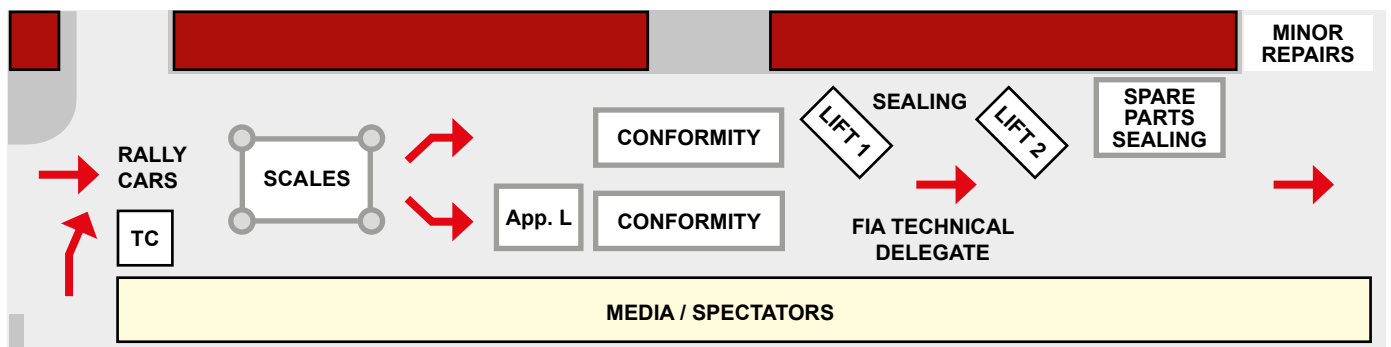 MINOR
REPAIRS
RALLY
CARS
TC
SCALES
App. L
CONFORMITY
CONFORMITY
LIFT 1
SEALING
LIFT 2
SPARE
PARTS
SEALING
FIA TECHNICAL
DELEGATE
MEDIA / SPECTATORS